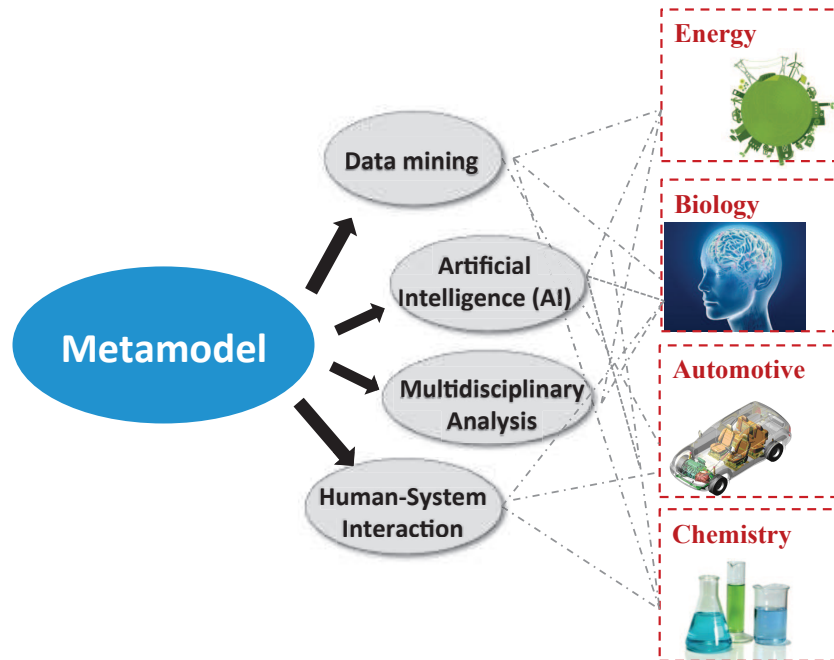 Metamodel
Data mining
Artificial
Intelligence (AI)
Multidisciplinary
Analysis
Human-System
Interaction
Energy
Biology
Automotive
Chemistry